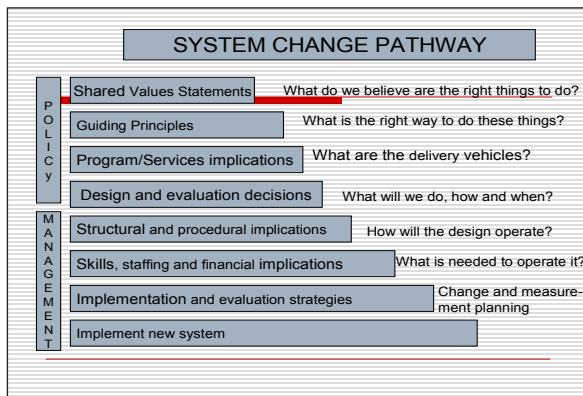 SYSTEM CHANGE PATHWAY
POLICy
Shared Values Statements
What do we believe are the right things to do?
Guiding Principles
What is the right way to do these things?
Program/Services implications
What are the delivery vehicles?
Design and evaluation decisions
What will we do, how and when?
MANAGEMENT
Structural and procedural implications
How will the design operate?
Skills, staffing and financial implications
What is needed to operate it?
Implementation and evaluation strategies
Change and measure-
ment planning
Implement new system